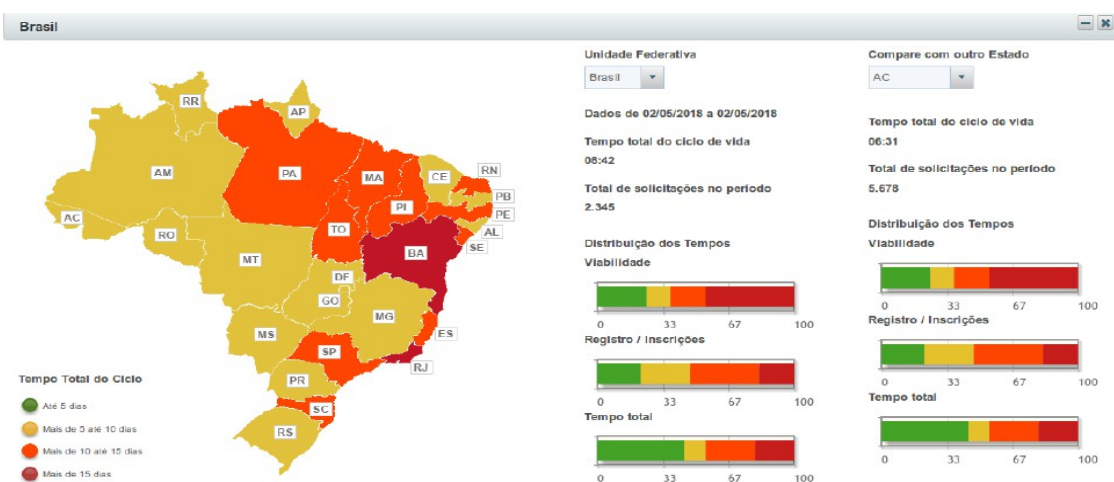 Brasil
RR
AP
AM
PA
MA
CE
RN
PB
PE
PI
AL
SE
AC
RO
TO
BA
MT
DF
GO
MG
MS
ES
SP
RJ
PR
SC
RS
Tempo Total do Ciclo
Até 5 dias
Mais de 5 até 10 dias
Mais de 10 até 15 dias
Mais de 15 dias
Unidade Federativa
Brasil
Dados de 02/05/2018 a 02/05/2018
Tempo total do ciclo de vida
08:42
Total de solicitações no período
2.345
Distribuição dos Tempos
Viabilidade
0 33 67 100
Registro / Inscrições
0 33 67 100
Tempo total
0 33 67 100
Compare com outro Estado
AC
Tempo total do ciclo de vida
06:31
Total de solicitações no período
5.678
Distribuição dos Tempos
Viabilidade
0 33 67 100
Registro / Inscrições
0 33 67 100
Tempo total
0 33 67 100